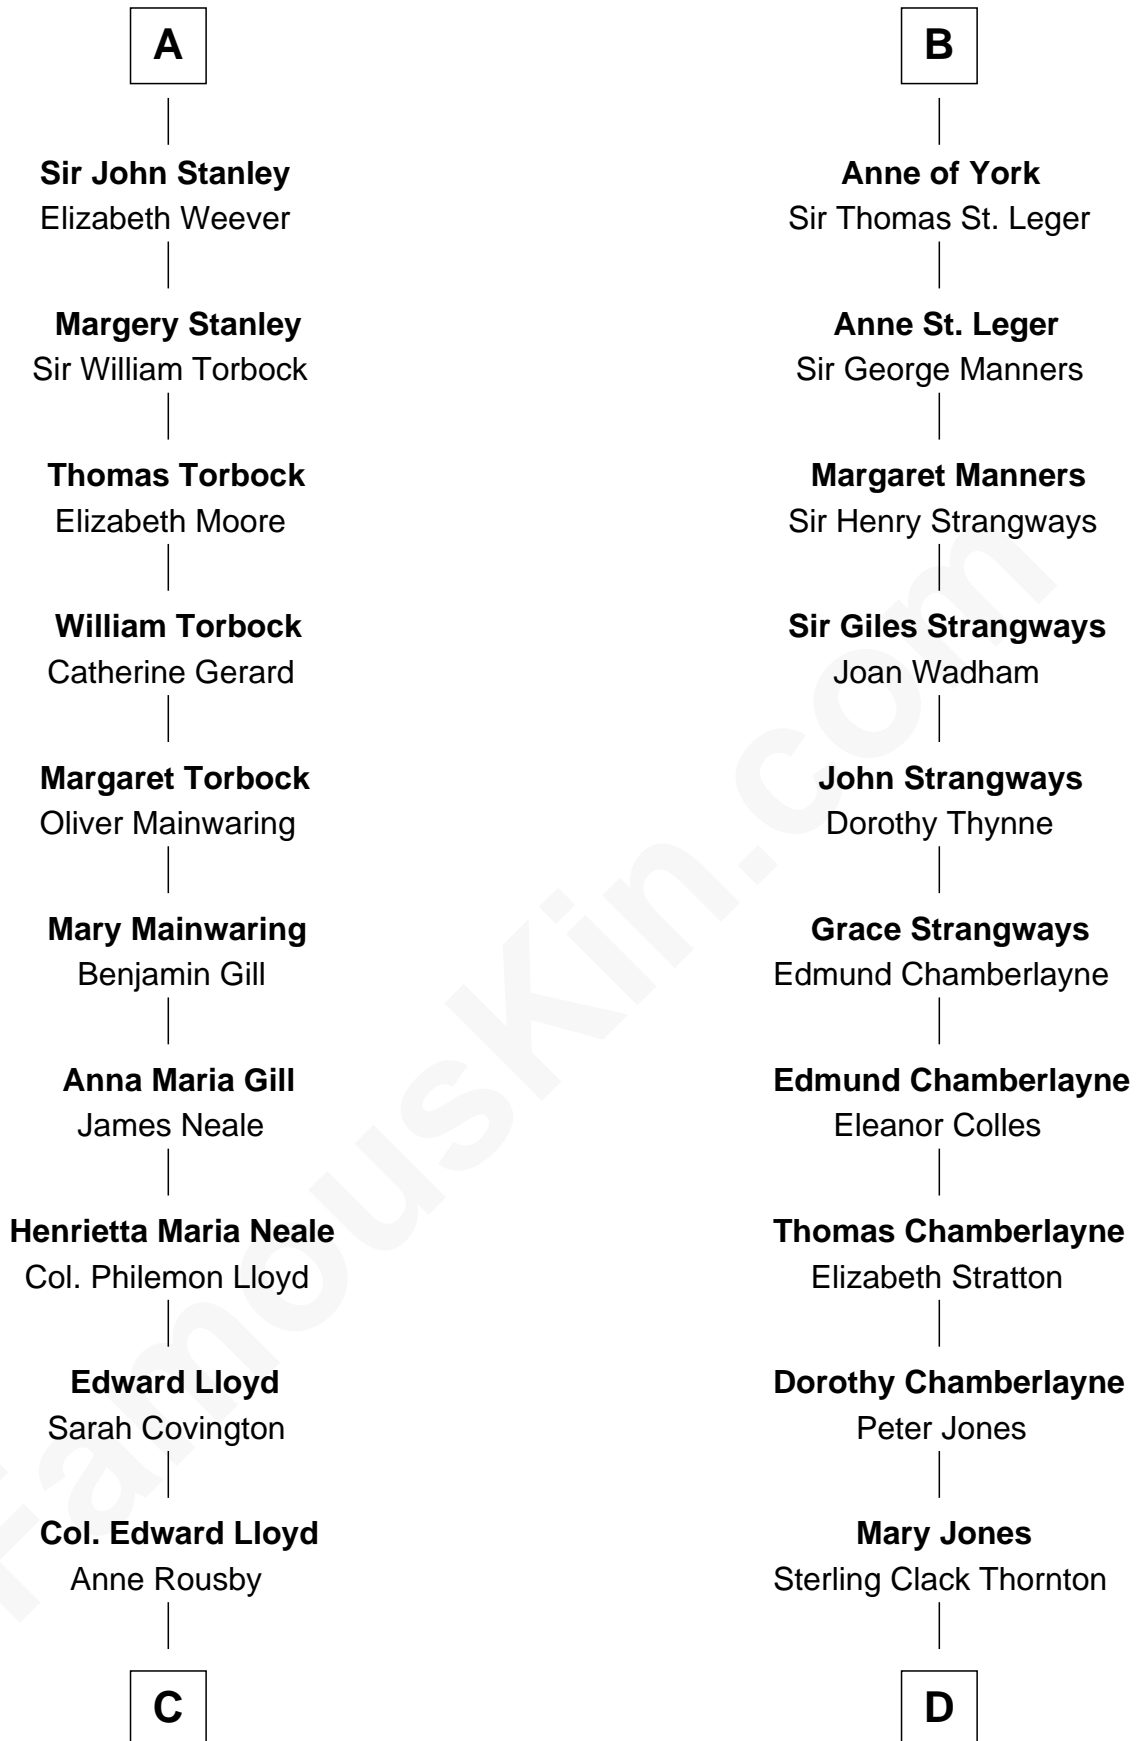 A
Sir John Stanley
Elizabeth Weever
Margery Stanley
Sir William Torbock
Thomas Torbock
Elizabeth Moore
William Torbock
Catherine Gerard
Margaret Torbock
Oliver Mainwaring
Mary Mainwaring
Benjamin Gill
Anna Maria Gill
James Neale
Henrietta Maria Neale
Col. Philemon Lloyd
Edward Lloyd
Sarah Covington
Col. Edward Lloyd
Anne Rousby
C
B
Anne of York
Sir Thomas St. Leger
Anne St. Leger
Sir George Manners
Margaret Manners
Sir Henry Strangways
Sir Giles Strangways
Joan Wadham
John Strangways
Dorothy Thynne
Grace Strangways
Edmund Chamberlayne
Edmund Chamberlayne
Eleanor Colles
Thomas Chamberlayne
Elizabeth Stratton
Dorothy Chamberlayne
Peter Jones
Mary Jones
Sterling Clack Thornton
D
FamousKin.com